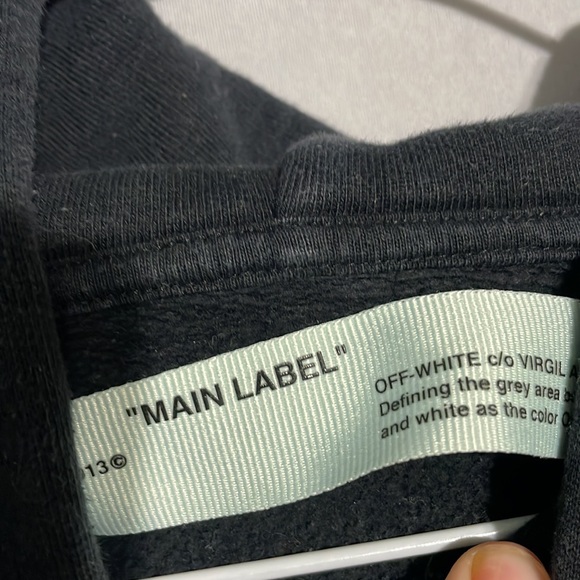 "MAIN LABEL"
OFF-WHITE c/o VIRGIL A
Defining the grey area
and white as the color
13©